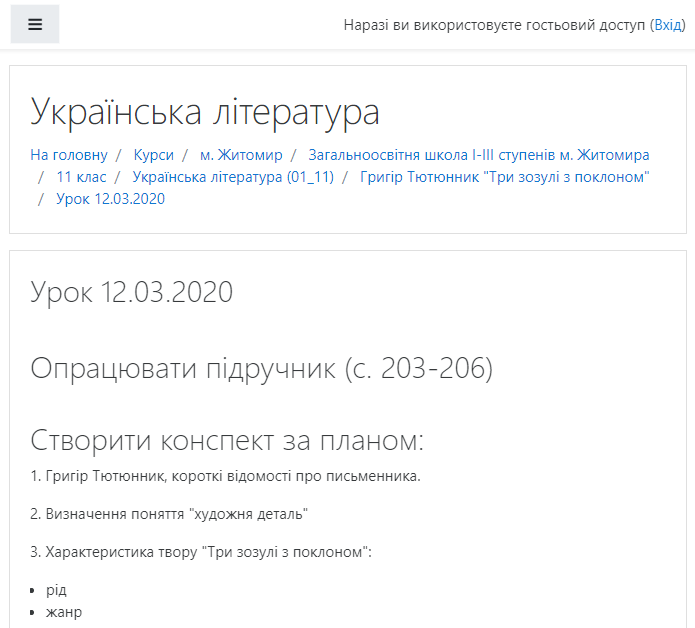 Наразі ви використовуєте гостьовий доступ (Вхід)
Українська література
На головну / Курси / м. Житомир / Загальноосвітня школа І-ІІІ ступенів м. Житомира
/ 11 клас / Українська література (01_11) / Григір Тютюнник "Три зозулі з поклоном"
/ Урок 12.03.2020
Урок 12.03.2020
Опрацювати підручник (с. 203-206)
Створити конспект за планом:
1. Григір Тютюнник, короткі відомості про письменника.
2. Визначення поняття "художня деталь"
3. Характеристика твору "Три зозулі з поклоном":
• рід
• жанр